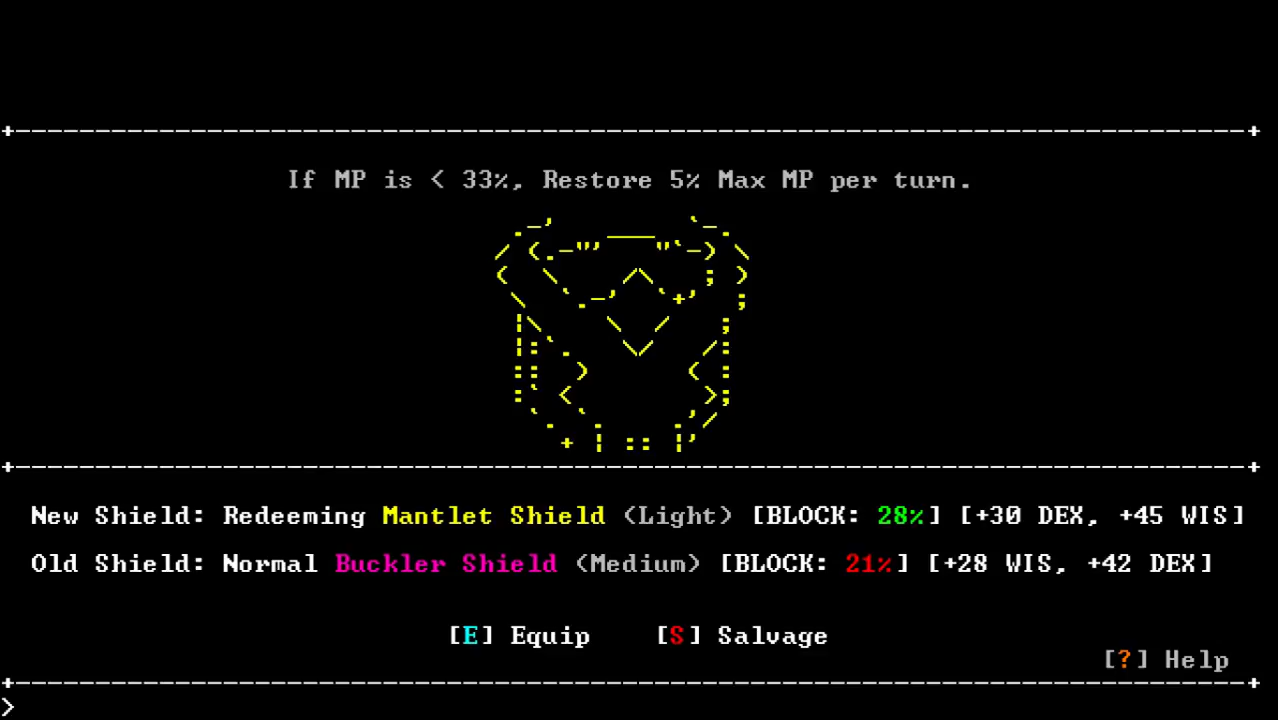 If MP is < 33%, Restore 5% Max MP per turn.
New Shield: Redeeming Mantlet Shield (Light) [BLOCK: 28%] [+30 DEX, +45 WIS]
Old Shield: Normal Buckler Shield (Medium) [BLOCK: 21%] [+28 WIS, +42 DEX]
[E] Equip [S] Salvage
[?] Help
>